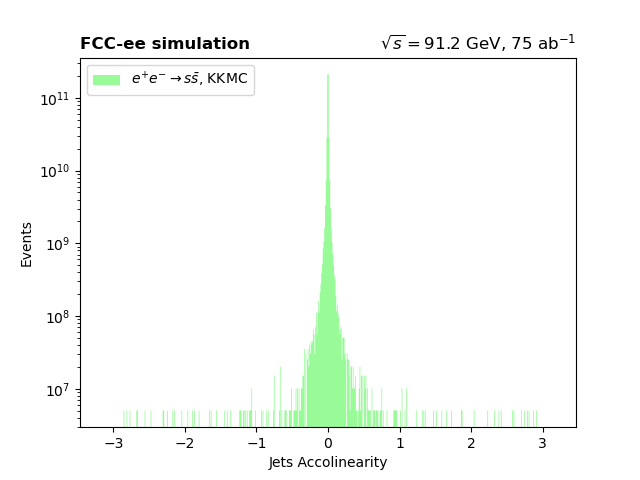 FCC-ee simulation
√s = 91.2 GeV, 75 ab⁻¹
e⁺e⁻ → ss̄, KKMC
10¹¹
10¹⁰
10⁹
10⁸
10⁷
Events
−3 −2 −1 0 1 2 3
Jets Accolinearity